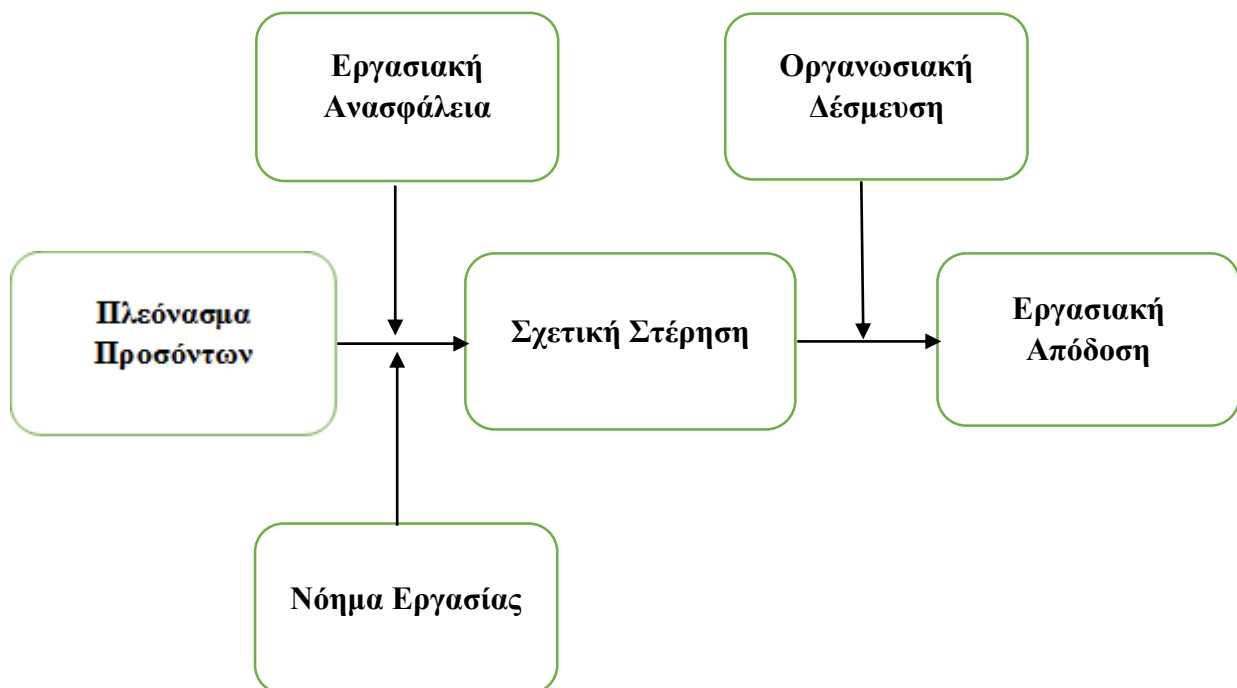 Εργασιακή
Ανασφάλεια
Οργανωσιακή
Δέσμευση
Πλεόνασμα
Προσόντων
Σχετική Στέρηση
Εργασιακή
Απόδοση
Νόημα Εργασίας